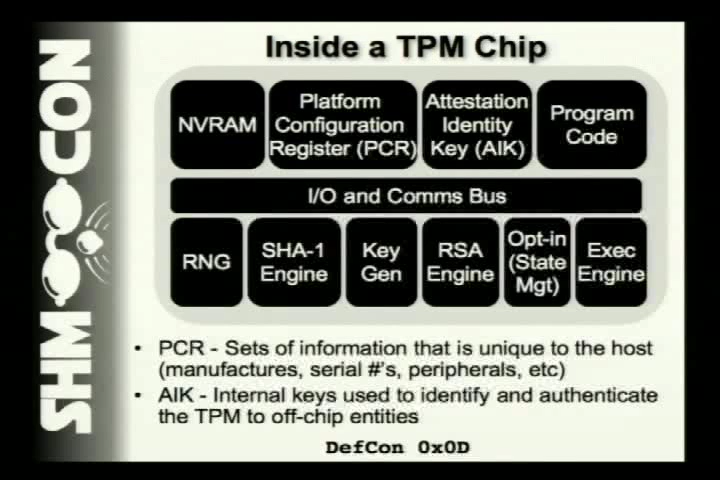 SHMOOCON
Inside a TPM Chip
NVRAM
Platform
Configuration
Register (PCR)
Attestation
Identity
Key (AIK)
Program
Code
I/O and Comms Bus
RNG
SHA-1
Engine
Key
Gen
RSA
Engine
Opt-in
(State
Mgt)
Exec
Engine
• PCR - Sets of information that is unique to the host
(manufactures, serial #'s, peripherals, etc)
• AIK - Internal keys used to identify and authenticate
the TPM to off-chip entities
DefCon 0x0D